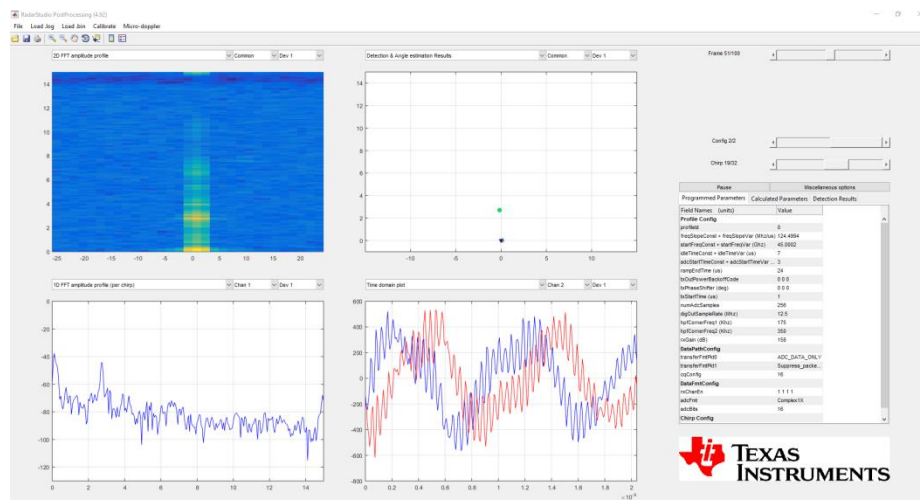 RadarStudio PostProcessing (4.92)
File Load .log Load .bin Calibrate Micro-doppler
2D FFT amplitude profile Common Dev 1
Detection & Angle estimation Results Common Dev 1
Frame 51/100
14
12
10
8
6
4
2
0
-25 -20 -15 -10 -5 0 5 10 15 20
14
12
10
8
6
4
2
0
-10 -5 0 5 10
Config 2/2
Chirp 19/32
Pause Miscellaneous options
Programmed Parameters Calculated Parameters Detection Results
Field Names (units) Value
Profile Config
profileId 0
freqSlopeConst + freqSlopeVar (Mhz/us) 124.4994
startFreqConst + startFreqVar (Ghz) 45.0002
idleTimeConst + idleTimeVar (us) 7
adcStartTimeConst + adcStartTimeVar ... 3
rampEndTime (us) 24
txOutPowerBackoffCode 0 0 0
txPhaseShifter (deg) 0 0 0
txStartTime (us) 1
numAdcSamples 256
digOutSampleRate (Khz) 12.5
hpfCornerFreq1 (Khz) 175
hpfCornerFreq2 (Khz) 350
rxGain (dB) 158
DataPathConfig
transferFmtPkt0 ADC_DATA_ONLY
transferFmtPkt1 Suppress_packe...
cqConfig 16
DataFmtConfig
rxChanEn 1 1 1 1
adcFmt Complex1X
adcBits 16
Chirp Config
1D FFT amplitude profile (per chirp) Chan 1 Dev 1
Time domain plot Chan 2 Dev 1
0
-20
-40
-60
-80
-100
-120
0 5 10
600
400
200
0
-200
-400
-600
-800
0 0.2 0.4 0.6 0.8 1 1.2 1.4 1.6 1.8 2
TEXAS
INSTRUMENTS